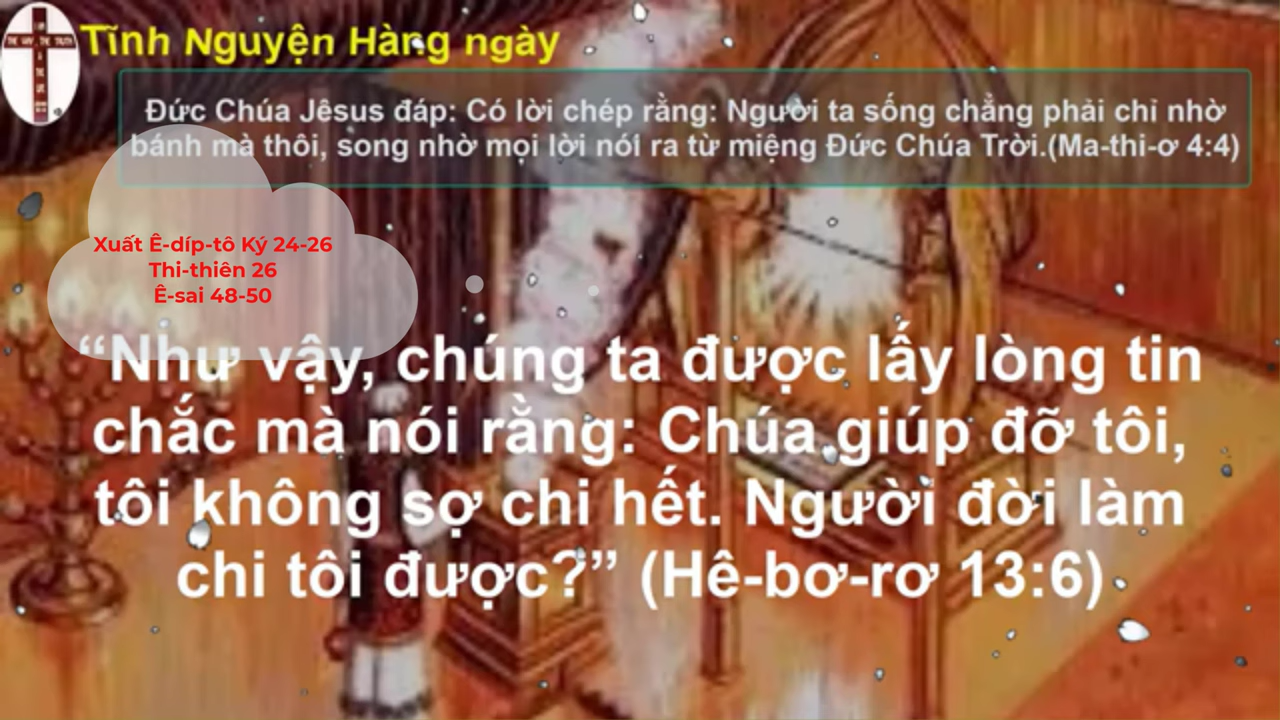 Tĩnh Nguyện Hàng ngày
Đức Chúa Jêsus đáp: Có lời chép rằng: Người ta sống chẳng phải chỉ nhờ
bánh mà thôi, song nhờ mọi lời nói ra từ miệng Đức Chúa Trời.(Ma-thi-ơ 4:4)
Xuất Ê-díp-tô Ký 24-26
Thi-thiên 26
Ê-sai 48-50
“Như vậy, chúng ta được lấy lòng tin
chắc mà nói rằng: Chúa giúp đỡ tôi,
tôi không sợ chi hết. Người đời làm
chi tôi được?” (Hê-bơ-rơ 13:6)